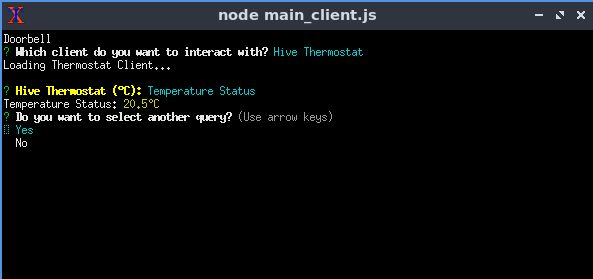 node main_client.js
Doorbell
? Which client do you want to interact with? Hive Thermostat
Loading Thermostat Client...
? Hive Thermostat (°C): Temperature Status
Temperature Status: 20.5°C
? Do you want to select another query? (Use arrow keys)
Yes
No